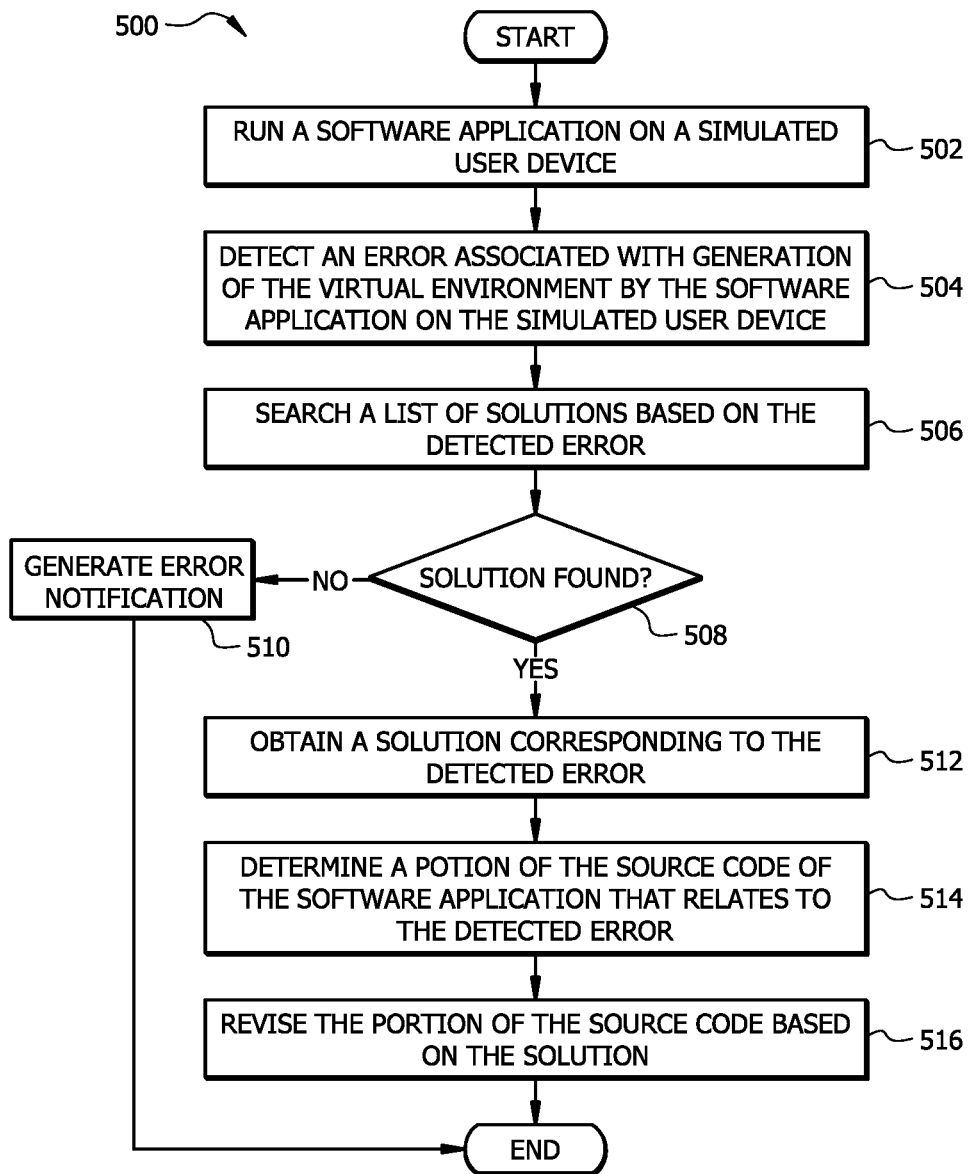 500
START
RUN A SOFTWARE APPLICATION ON A SIMULATED
USER DEVICE
502
DETECT AN ERROR ASSOCIATED WITH GENERATION
OF THE VIRTUAL ENVIRONMENT BY THE SOFTWARE
APPLICATION ON THE SIMULATED USER DEVICE
504
SEARCH A LIST OF SOLUTIONS BASED ON THE
DETECTED ERROR
506
SOLUTION FOUND?
508
NO
GENERATE ERROR
NOTIFICATION
510
YES
OBTAIN A SOLUTION CORRESPONDING TO THE
DETECTED ERROR
512
DETERMINE A POTION OF THE SOURCE CODE OF
THE SOFTWARE APPLICATION THAT RELATES TO
THE DETECTED ERROR
514
REVISE THE PORTION OF THE SOURCE CODE BASED
ON THE SOLUTION
516
END